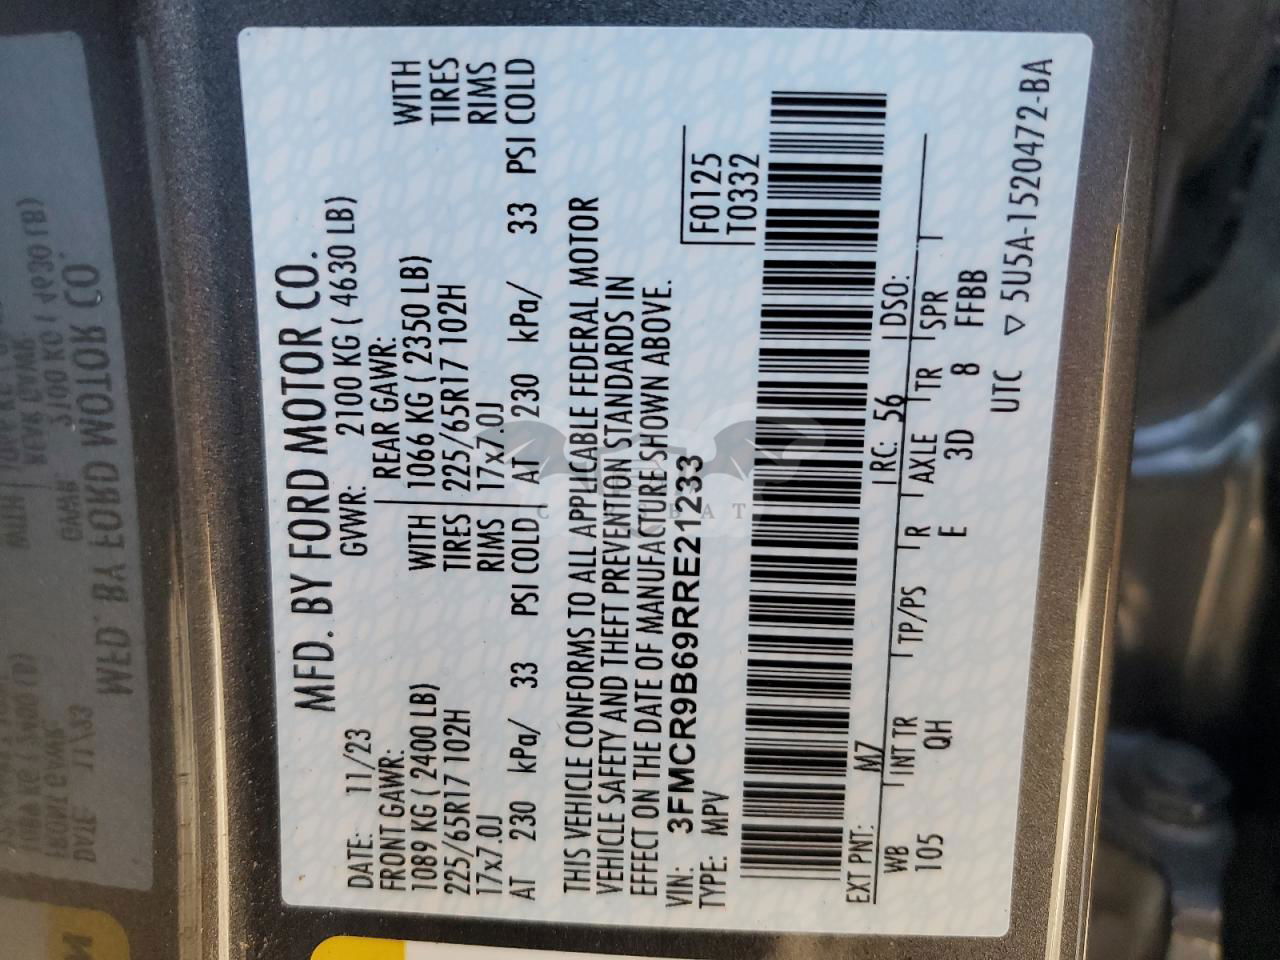 MFD. BY FORD MOTOR CO.
DATE: 11/23 GVWR: 2100 KG ( 4630 LB)
FRONT GAWR: REAR GAWR:
1089 KG ( 2400 LB) WITH 1066 KG ( 2350 LB) WITH
225/65R17 102H TIRES 225/65R17 102H TIRES
17x7.0J RIMS 17x7.0J RIMS
AT 230 kPa/ 33 PSI COLD AT 230 kPa/ 33 PSI COLD
THIS VEHICLE CONFORMS TO ALL APPLICABLE FEDERAL MOTOR
VEHICLE SAFETY AND THEFT PREVENTION STANDARDS IN
EFFECT ON THE DATE OF MANUFACTURE SHOWN ABOVE.
VIN: 3FMCR9B69RRE21233 F0125
TYPE: MPV T0332
EXT PNT: M7 RC: 56 DSO:
WB INT TR TP/PS R AXLE TR SPR
105 QH E 3D 8 FFBB
UTC ▽ 5U5A-1520472-BA